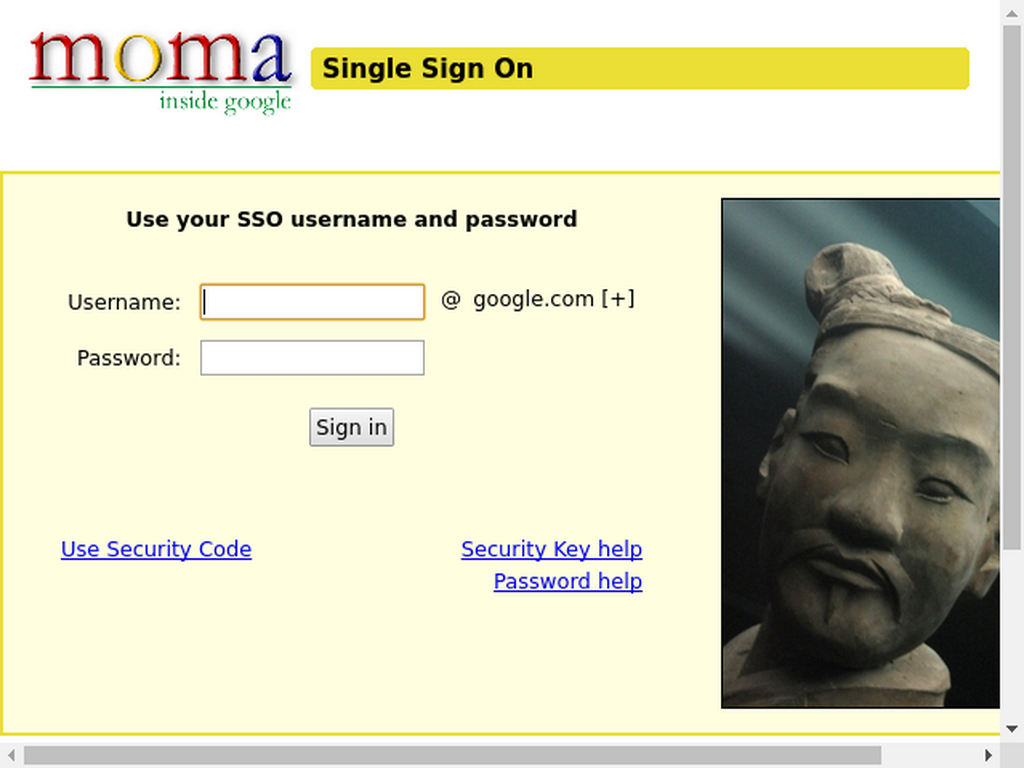 moma
inside google
Single Sign On
Use your SSO username and password
Username:
@ google.com [+]
Password:
Sign in
Use Security Code
Security Key help
Password help